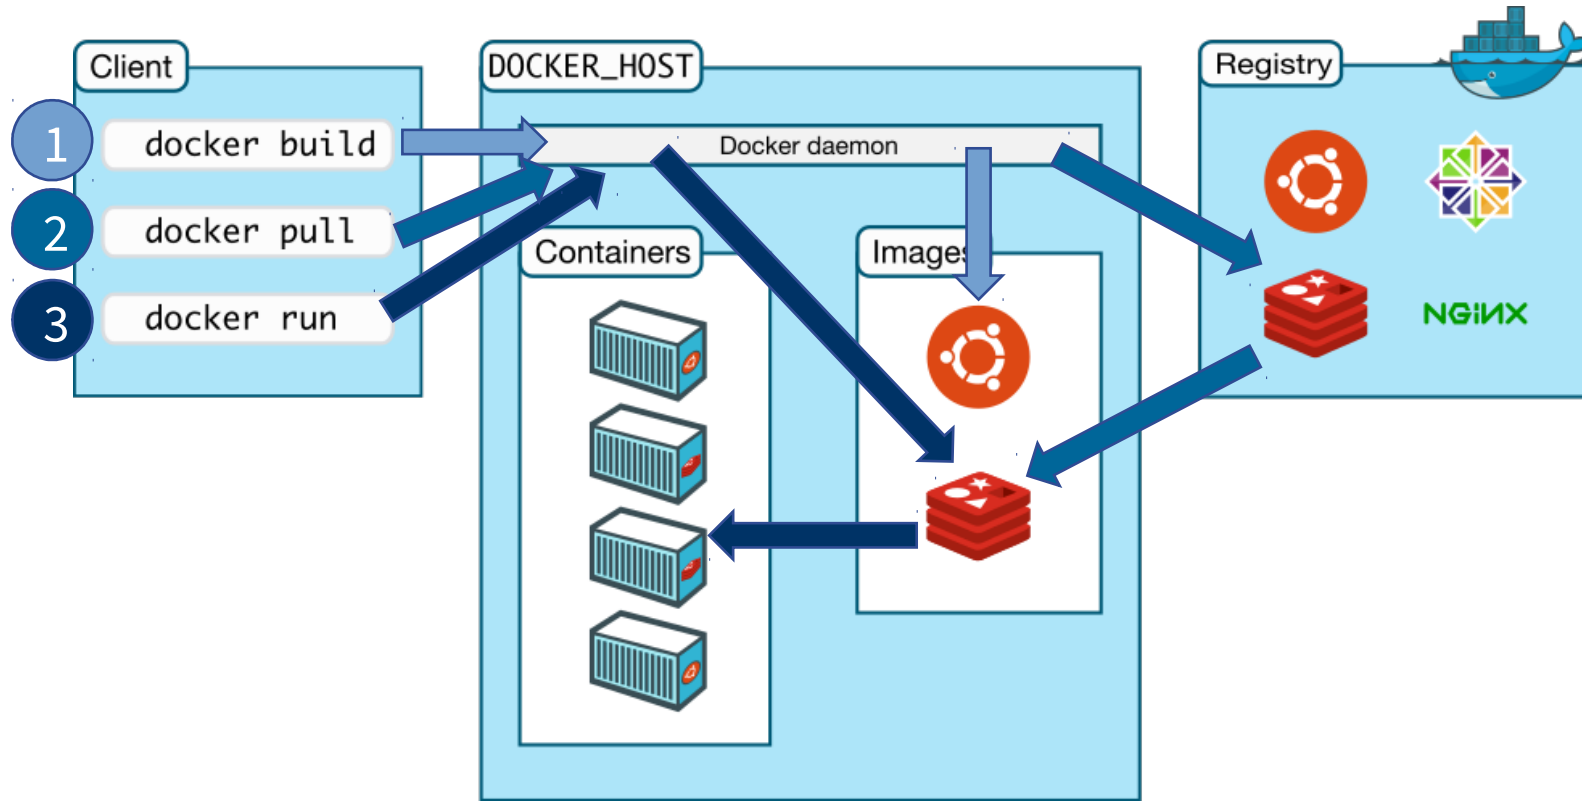 Client
DOCKER_HOST
Registry
1
docker build
Docker daemon
2
docker pull
Containers
Images
3
docker run
NGiNX